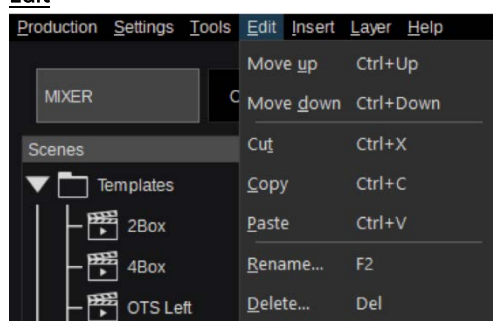 Edit
Production Settings Tools Edit Insert Layer Help
Move up Ctrl+Up
MIXER
Move down Ctrl+Down
Scenes
Cut Ctrl+X
Templates
Copy Ctrl+C
2Box
Paste Ctrl+V
4Box
Rename... F2
OTS Left
Delete... Del